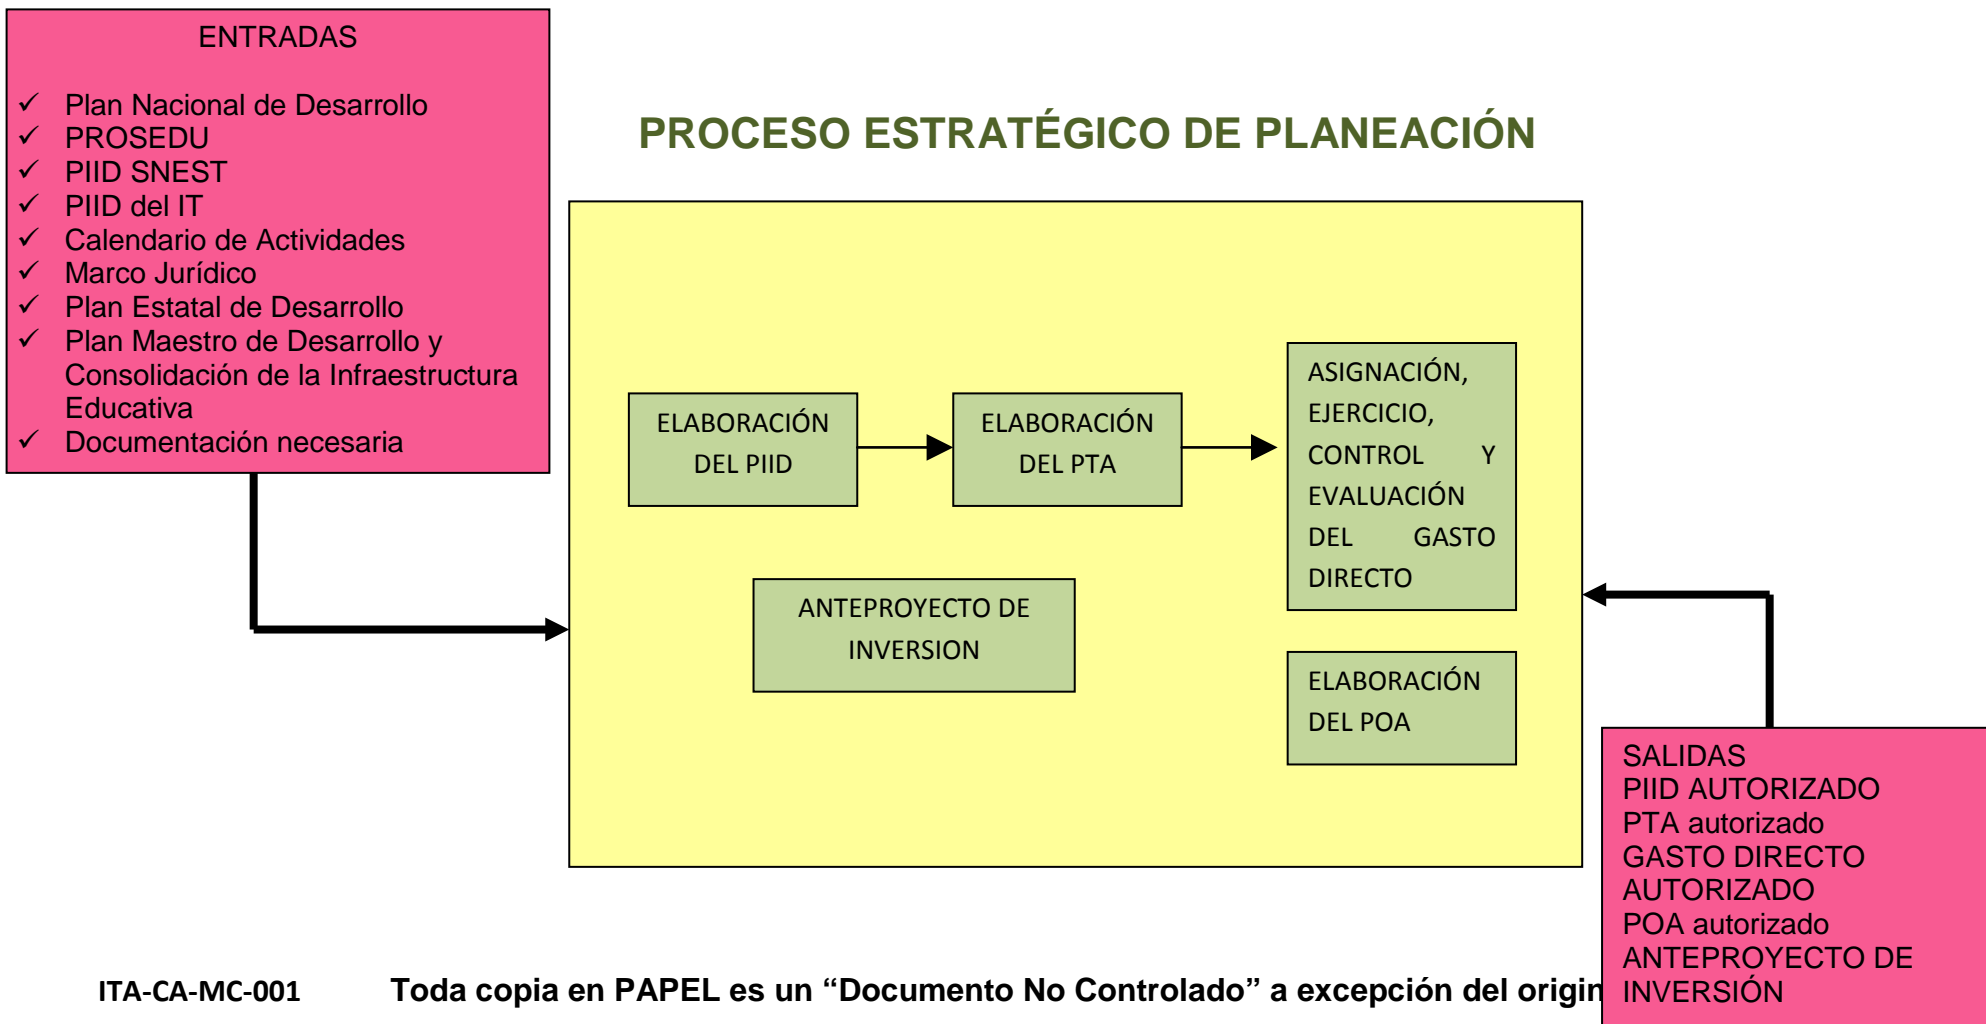 ENTRADAS
✓ Plan Nacional de Desarrollo
✓ PROSEDU
✓ PIID SNEST
✓ PIID del IT
✓ Calendario de Actividades
✓ Marco Jurídico
✓ Plan Estatal de Desarrollo
✓ Plan Maestro de Desarrollo y
Consolidación de la Infraestructura
Educativa
✓ Documentación necesaria
PROCESO ESTRATÉGICO DE PLANEACIÓN
ELABORACIÓN
DEL PIID
ELABORACIÓN
DEL PTA
ASIGNACIÓN,
EJERCICIO,
CONTROL Y
EVALUACIÓN
DEL GASTO
DIRECTO
ANTEPROYECTO DE
INVERSION
ELABORACIÓN
DEL POA
SALIDAS
PIID AUTORIZADO
PTA autorizado
GASTO DIRECTO
AUTORIZADO
POA autorizado
ANTEPROYECTO DE
INVERSIÓN
ITA-CA-MC-001 Toda copia en PAPEL es un “Documento No Controlado” a excepción del origin